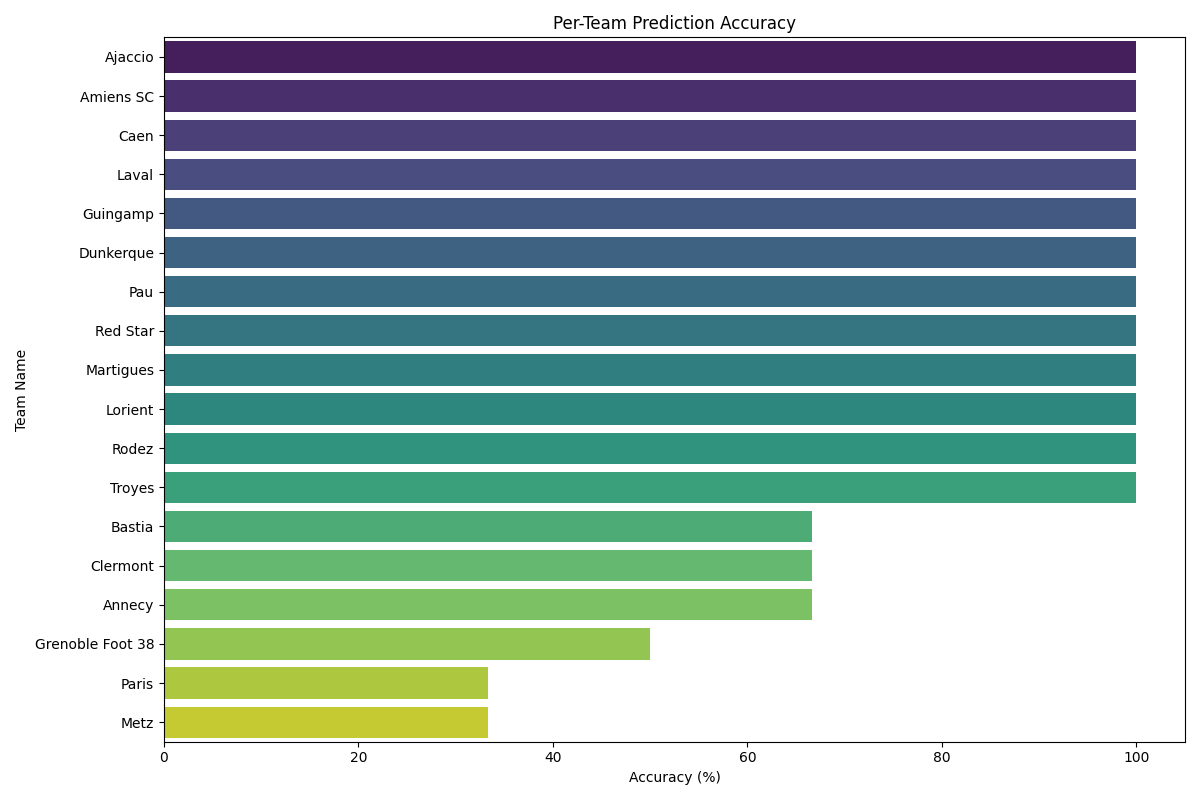 Per-Team Prediction Accuracy
Team Name
Ajaccio
Amiens SC
Caen
Laval
Guingamp
Dunkerque
Pau
Red Star
Martigues
Lorient
Rodez
Troyes
Bastia
Clermont
Annecy
Grenoble Foot 38
Paris
Metz
0 20 40 60 80 100
Accuracy (%)